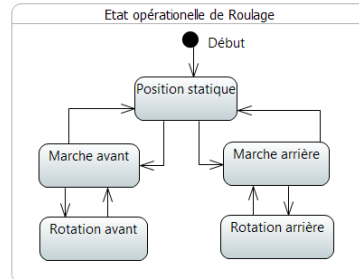 Etat opérationelle de Roulage
Début
Position statique
Marche avant
Marche arrière
Rotation avant
Rotation arrière